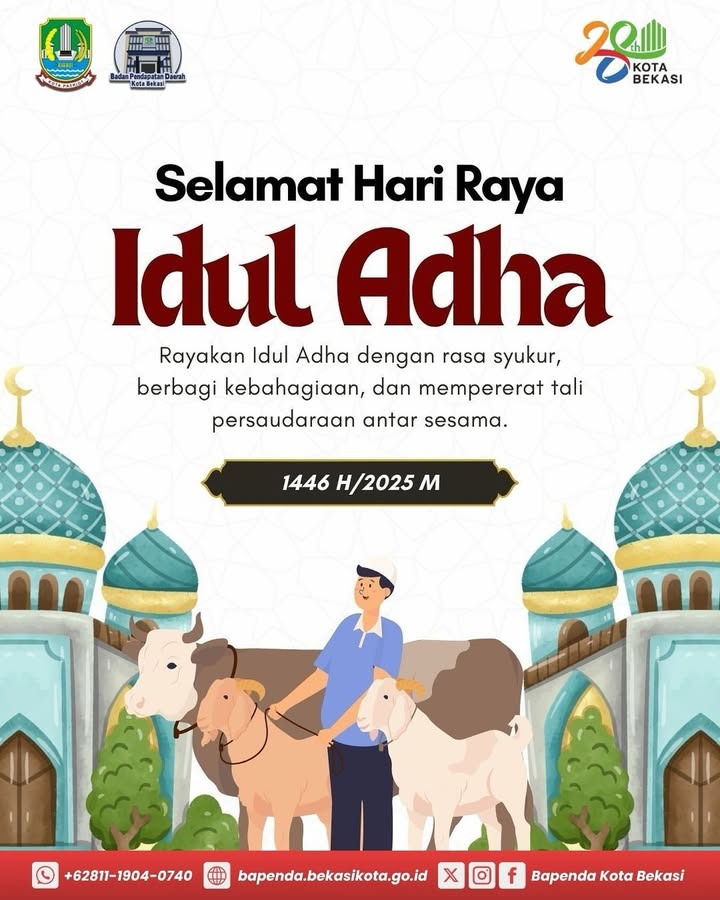 Badan Pendapatan Daerah
Kota Bekasi
28th
KOTA
BEKASI
Selamat Hari Raya
Idul Adha
Rayakan Idul Adha dengan rasa syukur,
berbagi kebahagiaan, dan mempererat tali
persaudaraan antar sesama.
1446 H/2025 M
+62811-1904-0740
bapenda.bekasikota.go.id
Bapenda Kota Bekasi